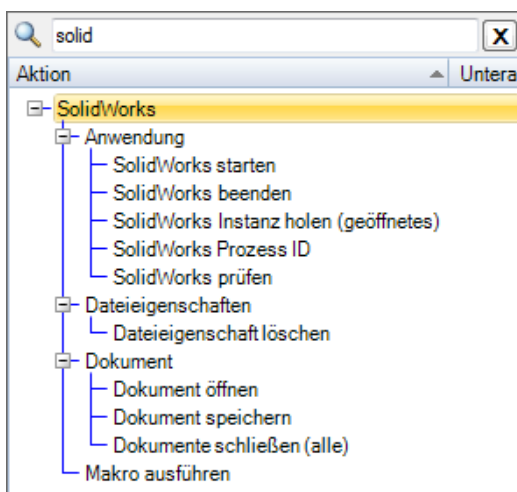 solid
X
Aktion Untera
SolidWorks
Anwendung
SolidWorks starten
SolidWorks beenden
SolidWorks Instanz holen (geöffnetes)
SolidWorks Prozess ID
SolidWorks prüfen
Dateieigenschaften
Dateieigenschaft löschen
Dokument
Dokument öffnen
Dokument speichern
Dokumente schließen (alle)
Makro ausführen